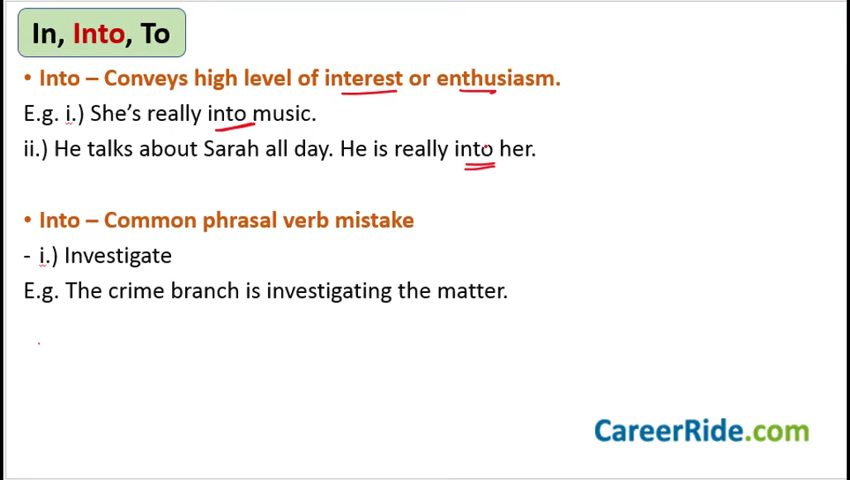 In, Into, To
• Into – Conveys high level of interest or enthusiasm.
E.g. i.) She's really into music.
ii.) He talks about Sarah all day. He is really into her.
• Into – Common phrasal verb mistake
- i.) Investigate
E.g. The crime branch is investigating the matter.
CareerRide.com